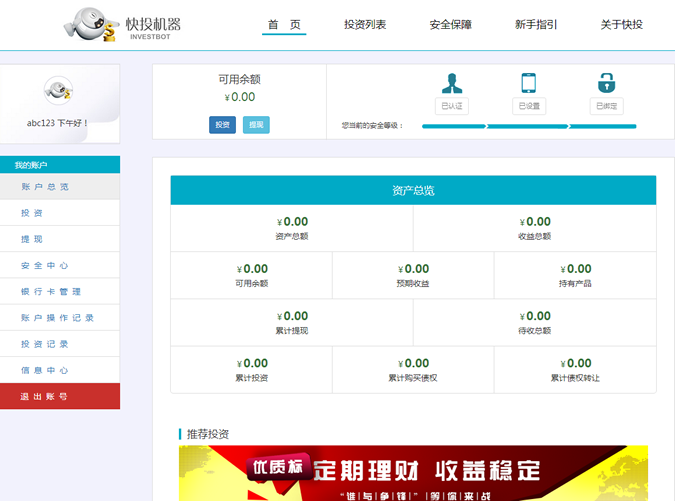 快投机器
INVESTBOT
首 页 投资列表 安全保障 新手指引 关于快投
abc123 下午好！
可用余额
¥0.00
投资 提现
已认证 已设置 已绑定
您当前的安全等级：
我的账户
账户总览
投资
提现
安全中心
银行卡管理
账户操作记录
投资记录
信息中心
退出账号
资产总览
¥0.00 ¥0.00
资产总额 收益总额
¥0.00 ¥0.00 ¥0.00
可用余额 预期收益 持有产品
¥0.00 ¥0.00
累计提现 待收总额
¥0.00 ¥0.00 ¥0.00
累计投资 累计购买债权 累计债权转让
推荐投资
优质标 定期理财 收益稳定
“谁|与|争|锋|”|等|你|来|战